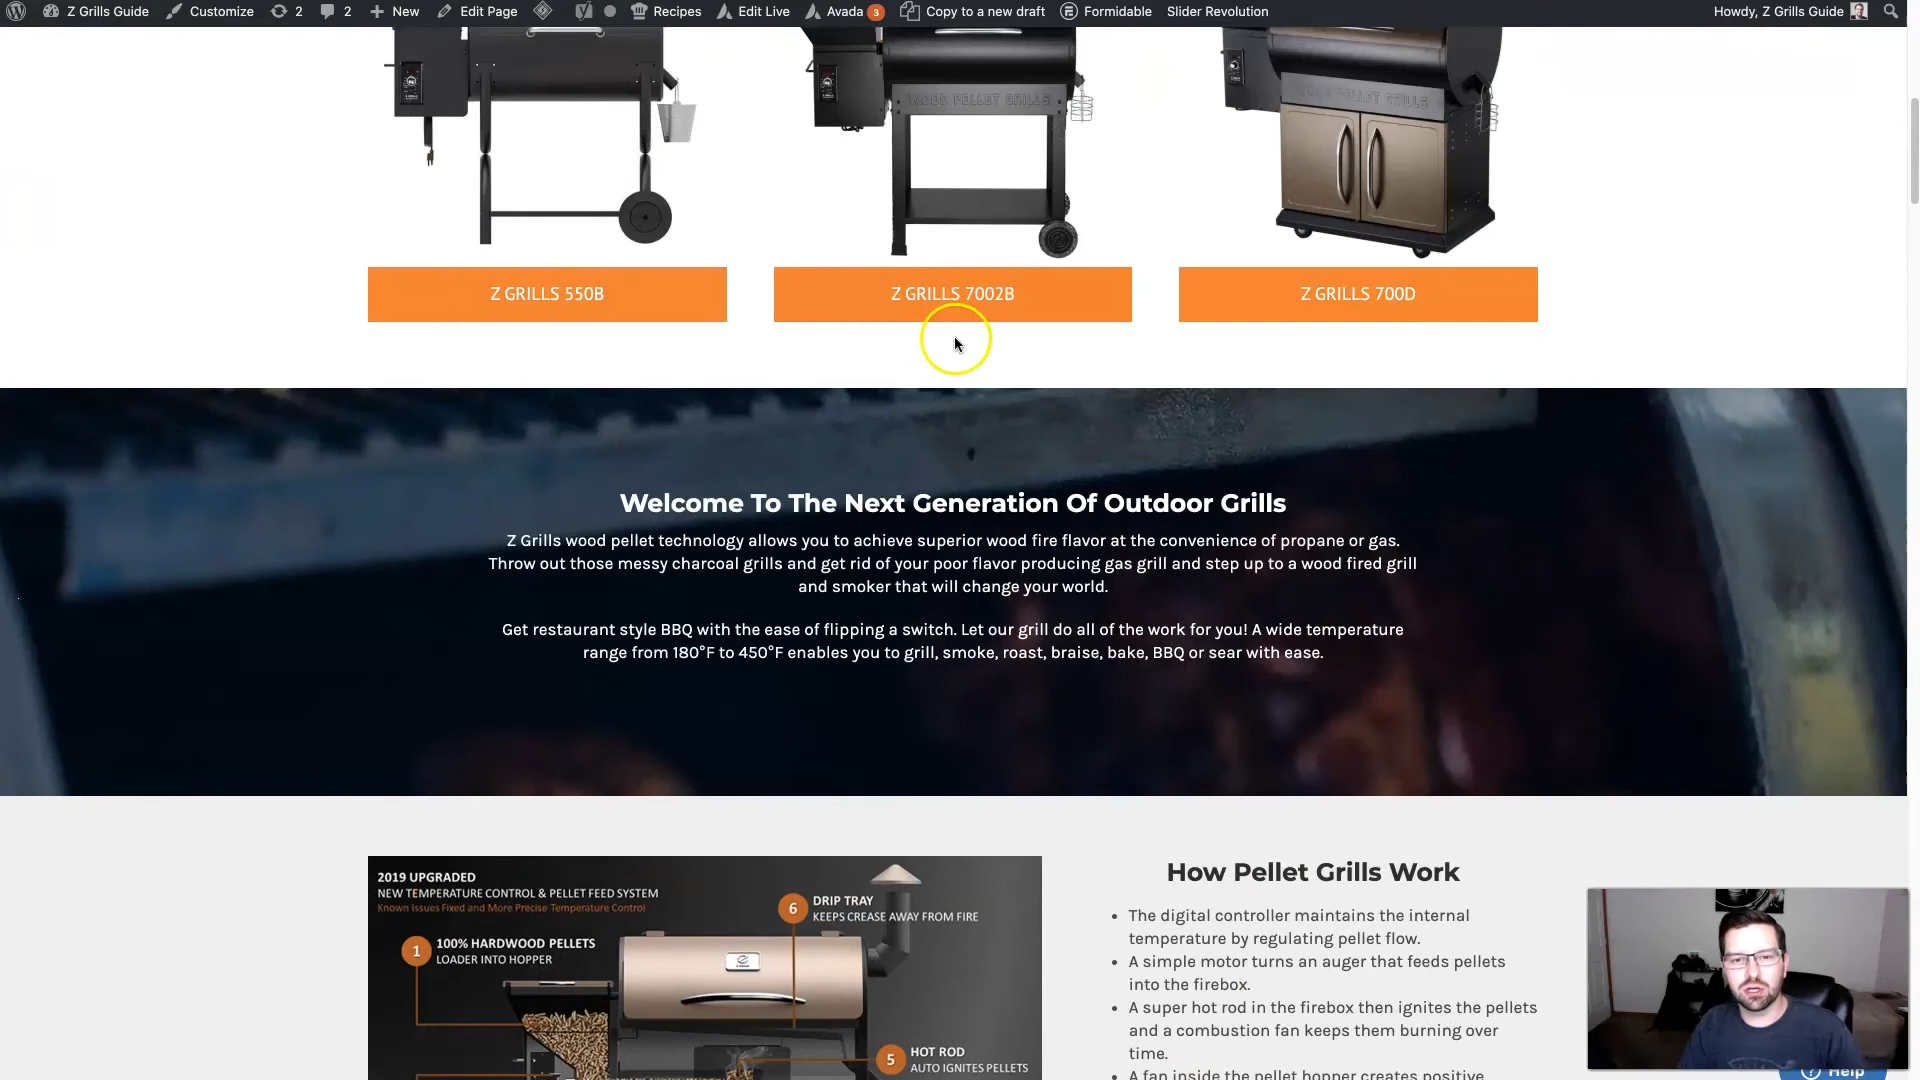 Z Grills Guide Customize 2 2 New Edit Page Recipes Edit Live Avada 3 Copy to a new draft Formidable Slider Revolution Howdy, Z Grills Guide
WOOD PELLET GRILLS
WOOD PELLET GRILLS
Z GRILLS 550B
Z GRILLS 7002B
Z GRILLS 700D
Welcome To The Next Generation Of Outdoor Grills
Z Grills wood pellet technology allows you to achieve superior wood fire flavor at the convenience of propane or gas.
Throw out those messy charcoal grills and get rid of your poor flavor producing gas grill and step up to a wood fired grill
and smoker that will change your world.
Get restaurant style BBQ with the ease of flipping a switch. Let our grill do all of the work for you! A wide temperature
range from 180°F to 450°F enables you to grill, smoke, roast, braise, bake, BBQ or sear with ease.
2019 UPGRADED
NEW TEMPERATURE CONTROL & PELLET FEED SYSTEM
Known Issues Fixed and More Precise Temperature Control
1 100% HARDWOOD PELLETS
LOADER INTO HOPPER
6 DRIP TRAY
KEEPS CREASE AWAY FROM FIRE
5 HOT ROD
AUTO IGNITES PELLETS
How Pellet Grills Work
• The digital controller maintains the internal
temperature by regulating pellet flow.
• A simple motor turns an auger that feeds pellets
into the firebox.
• A super hot rod in the firebox then ignites the pellets
and a combustion fan keeps them burning over
time.
• A fan inside the pellet hopper creates positive
Help